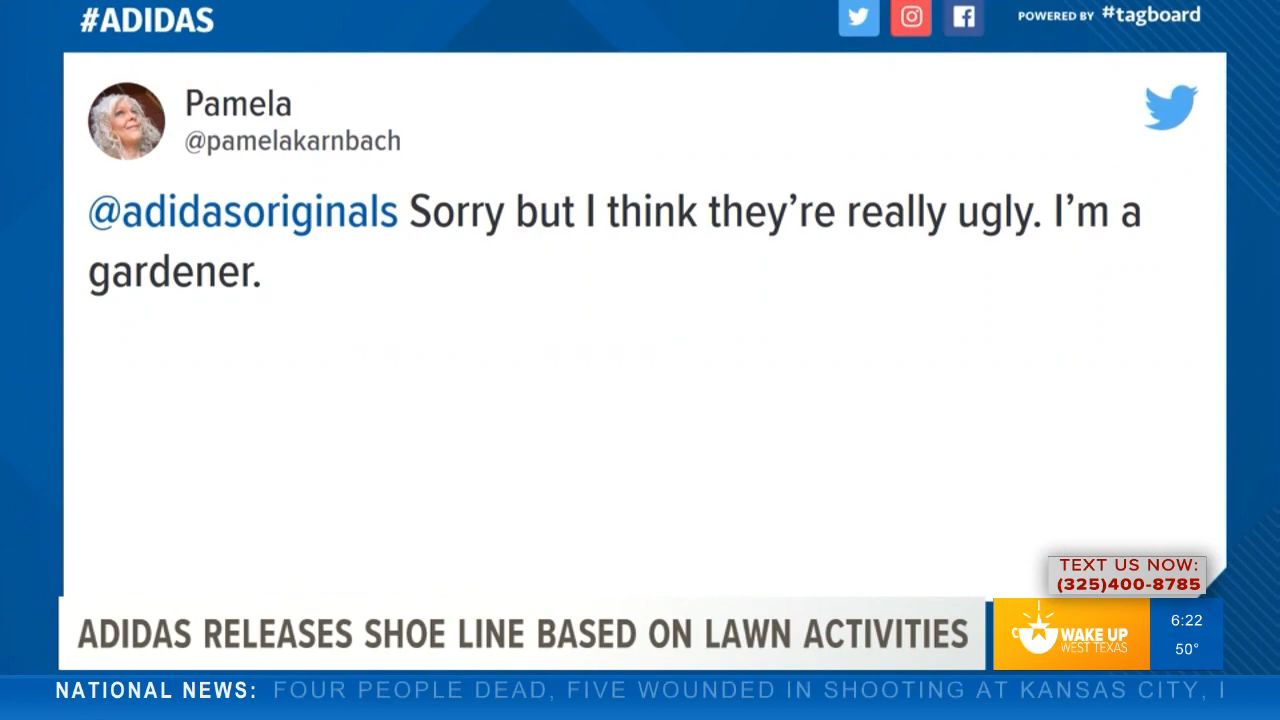 #ADIDAS
POWERED BY #tagboard
Pamela
@pamelakarnbach
@adidasoriginals Sorry but I think they’re really ugly. I’m a
gardener.
TEXT US NOW:
(325)400-8785
ADIDAS RELEASES SHOE LINE BASED ON LAWN ACTIVITIES
WAKE UP
WEST TEXAS
6:22
50°
NATIONAL NEWS: FOUR PEOPLE DEAD, FIVE WOUNDED IN SHOOTING AT KANSAS CITY,